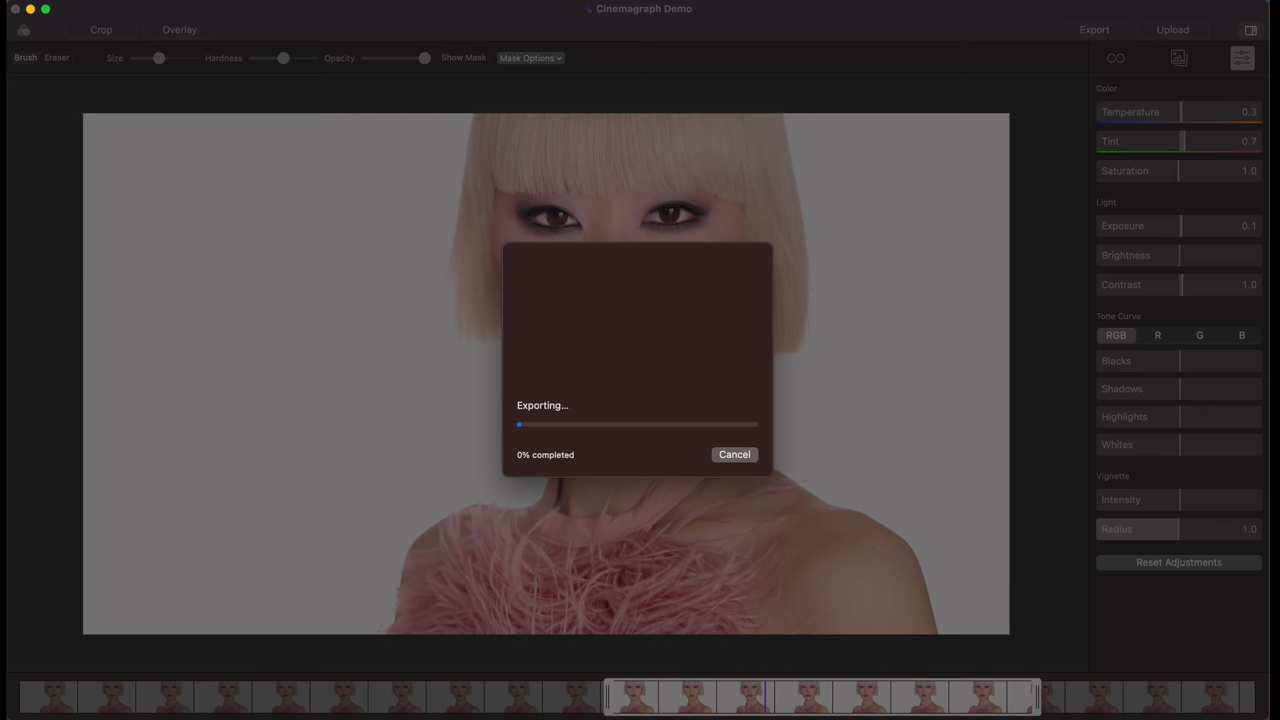 Cinemagraph Demo
Crop
Overlay
Export
Upload
Brush
Eraser
Size
Hardness
Opacity
Show Mask
Mask Options
Color
Temperature 0.3
Tint 0.7
Saturation 1.0
Light
Exposure 0.1
Brightness
Contrast 1.0
Tone Curve
RGB R G B
Blacks
Shadows
Highlights
Whites
Vignette
Intensity
Radius 1.0
Reset Adjustments
Exporting...
0% completed
Cancel